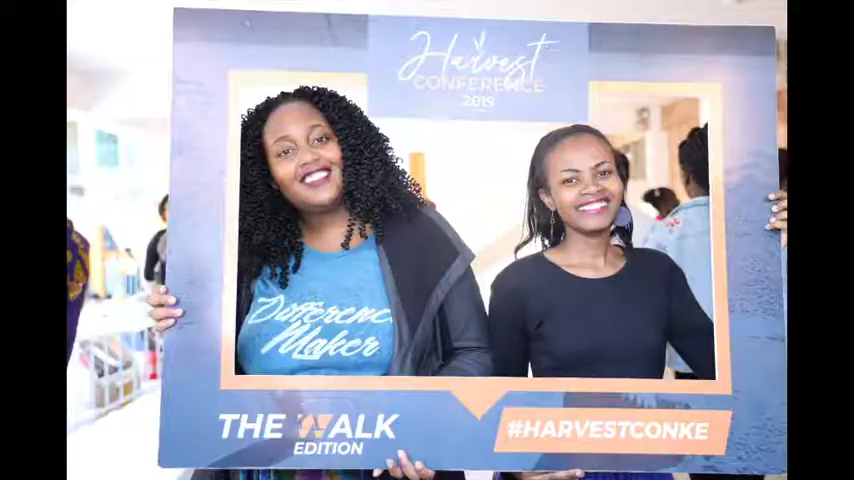 Harvest
CONFERENCE
2019
Difference
Maker
THE WALK
EDITION
#HARVESTCONKE